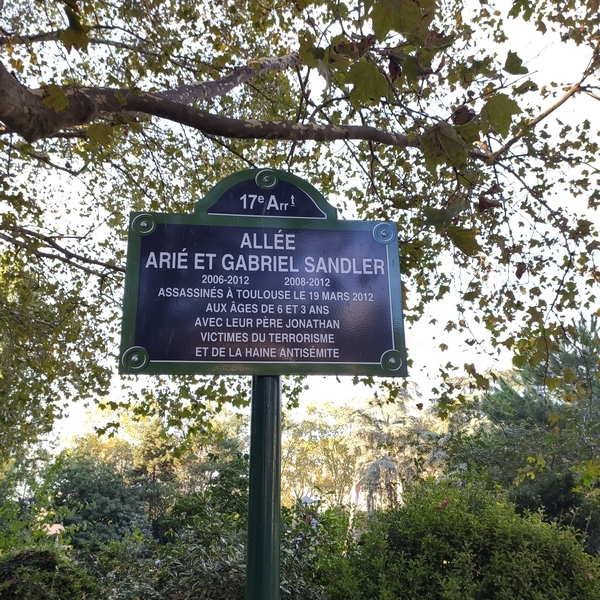 17e Arrt
ALLÉE
ARIÉ ET GABRIEL SANDLER
2006-2012 2008-2012
ASSASSINÉS À TOULOUSE LE 19 MARS 2012
AUX ÂGES DE 6 ET 3 ANS
AVEC LEUR PÈRE JONATHAN
VICTIMES DU TERRORISME
ET DE LA HAINE ANTISÉMITE